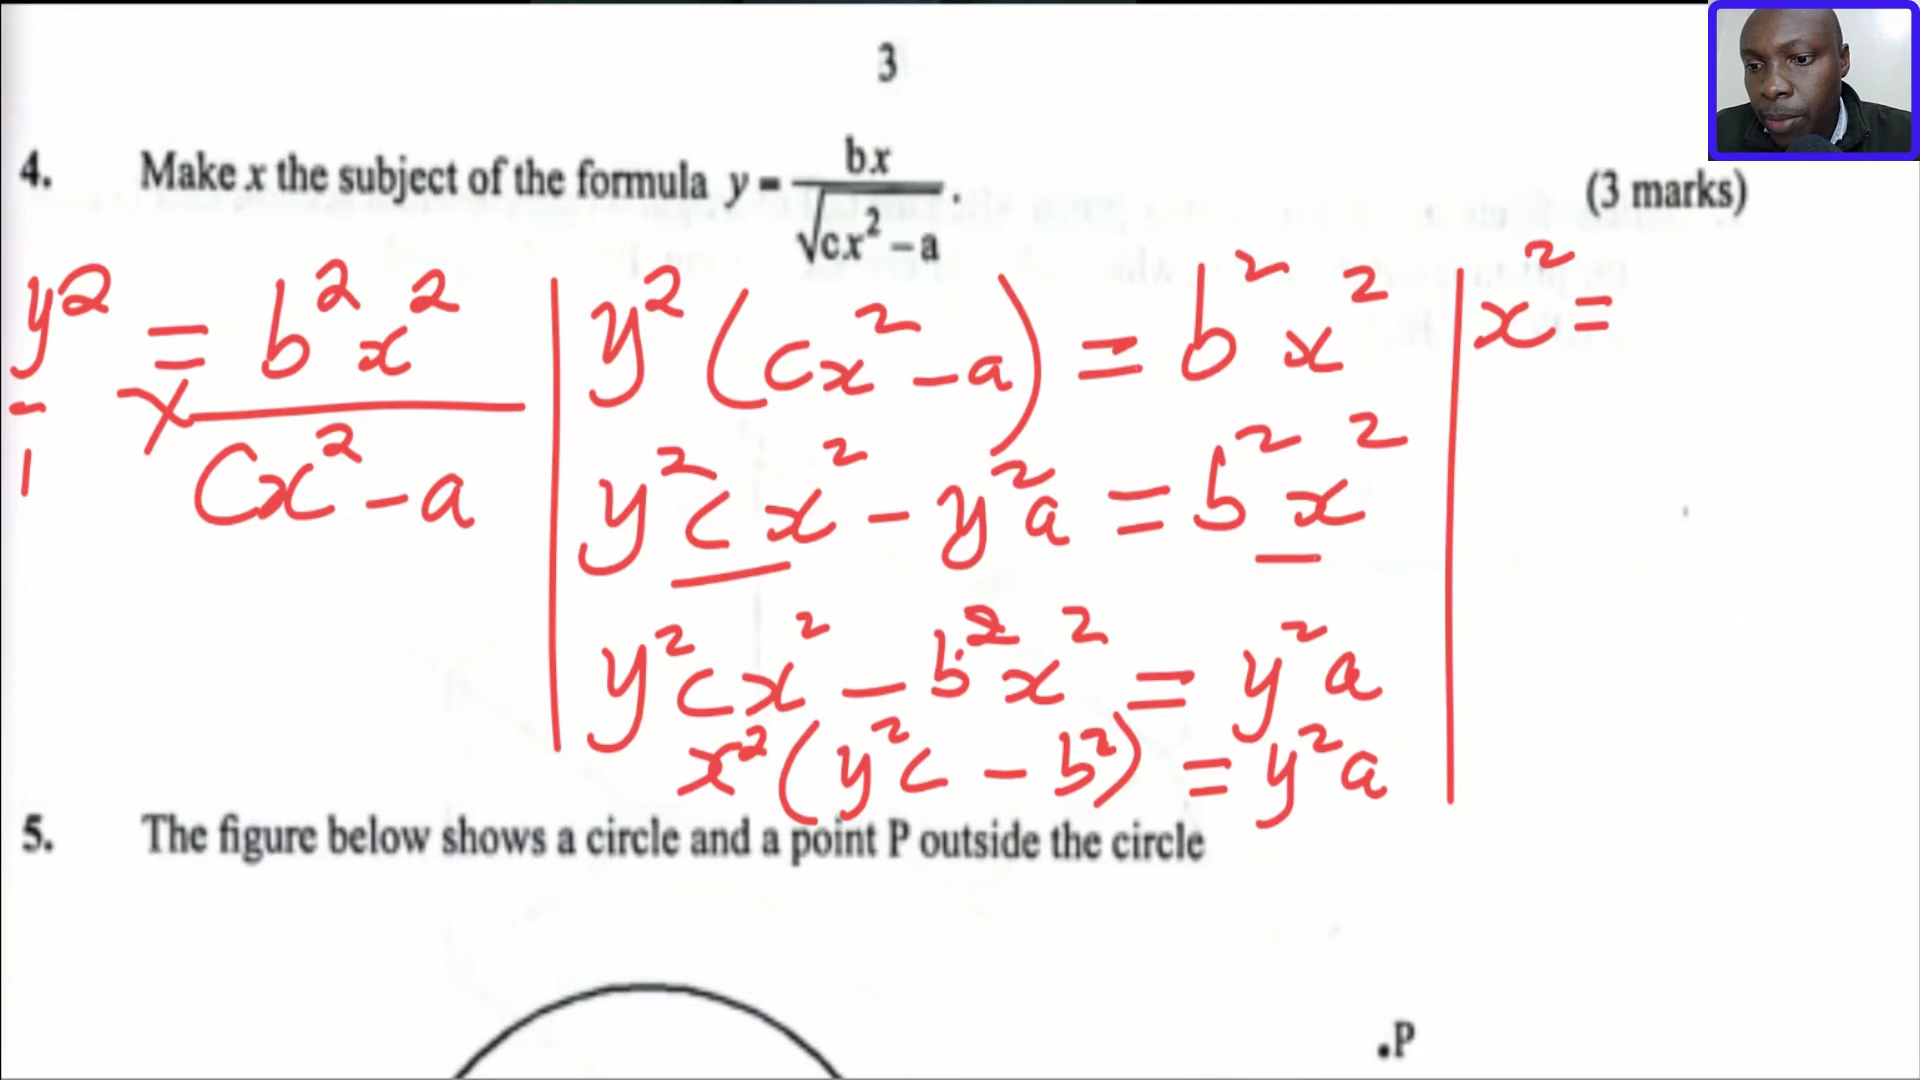 3
4. Make x the subject of the formula y = bx / √cx² – a . (3 marks)
y² / 1 = b²x² / cx² – a
y²(cx² – a) = b²x²
y²cx² – y²a = b²x²
y²cx² – b²x² = y²a
x²(y²c – b²) = y²a
x² =
5. The figure below shows a circle and a point P outside the circle
.P